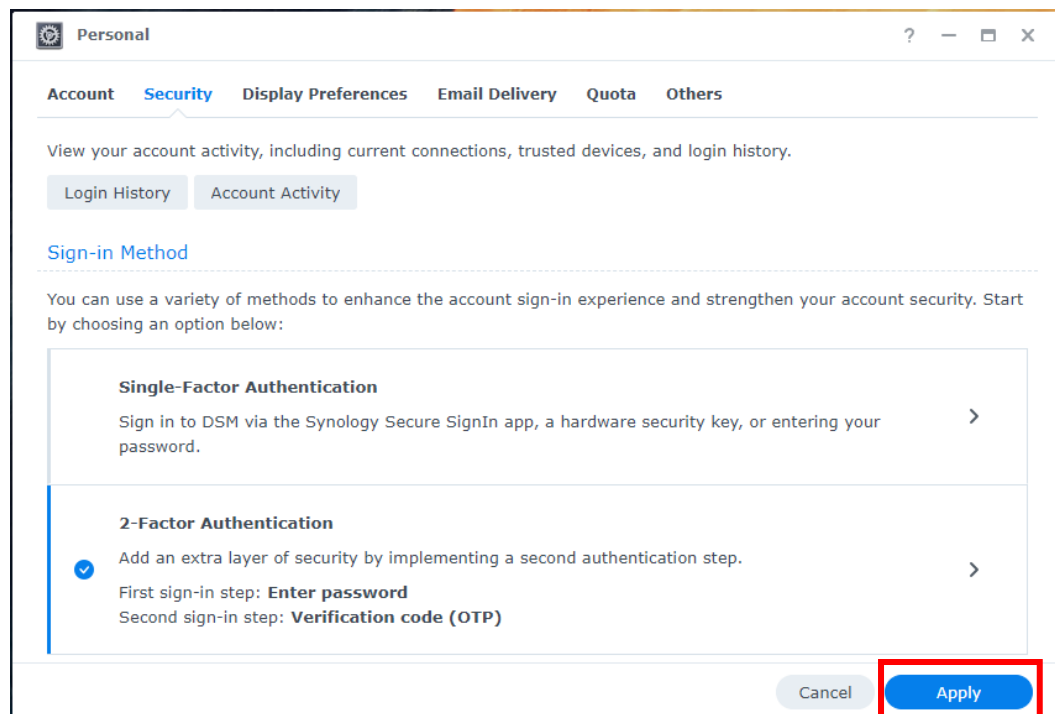 Personal
?
Account Security Display Preferences Email Delivery Quota Others
View your account activity, including current connections, trusted devices, and login history.
Login History Account Activity
Sign-in Method
You can use a variety of methods to enhance the account sign-in experience and strengthen your account security. Start
by choosing an option below:
Single-Factor Authentication
Sign in to DSM via the Synology Secure SignIn app, a hardware security key, or entering your
password.
2-Factor Authentication
Add an extra layer of security by implementing a second authentication step.
First sign-in step: Enter password
Second sign-in step: Verification code (OTP)
Cancel Apply